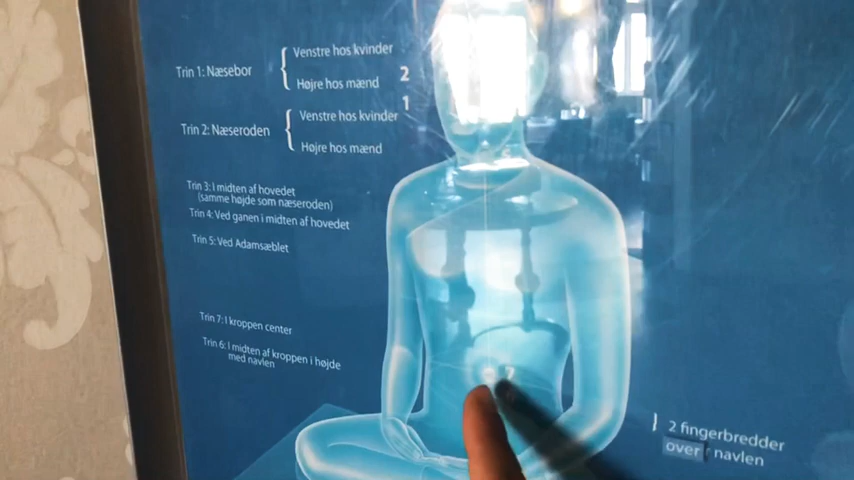 Trin 1: Næsebor
Venstre hos kvinder
Højre hos mænd
2
1
Trin 2: Næseroden
Venstre hos kvinder
Højre hos mænd
Trin 3: I midten af hovedet
(samme højde som næseroden)
Trin 4: Ved ganen i midten af hovedet
Trin 5: Ved Adamsæblet
Trin 7: I kroppen center
Trin 6: I midten af kroppen i højde
med navlen
7
2 fingerbredder
over navlen